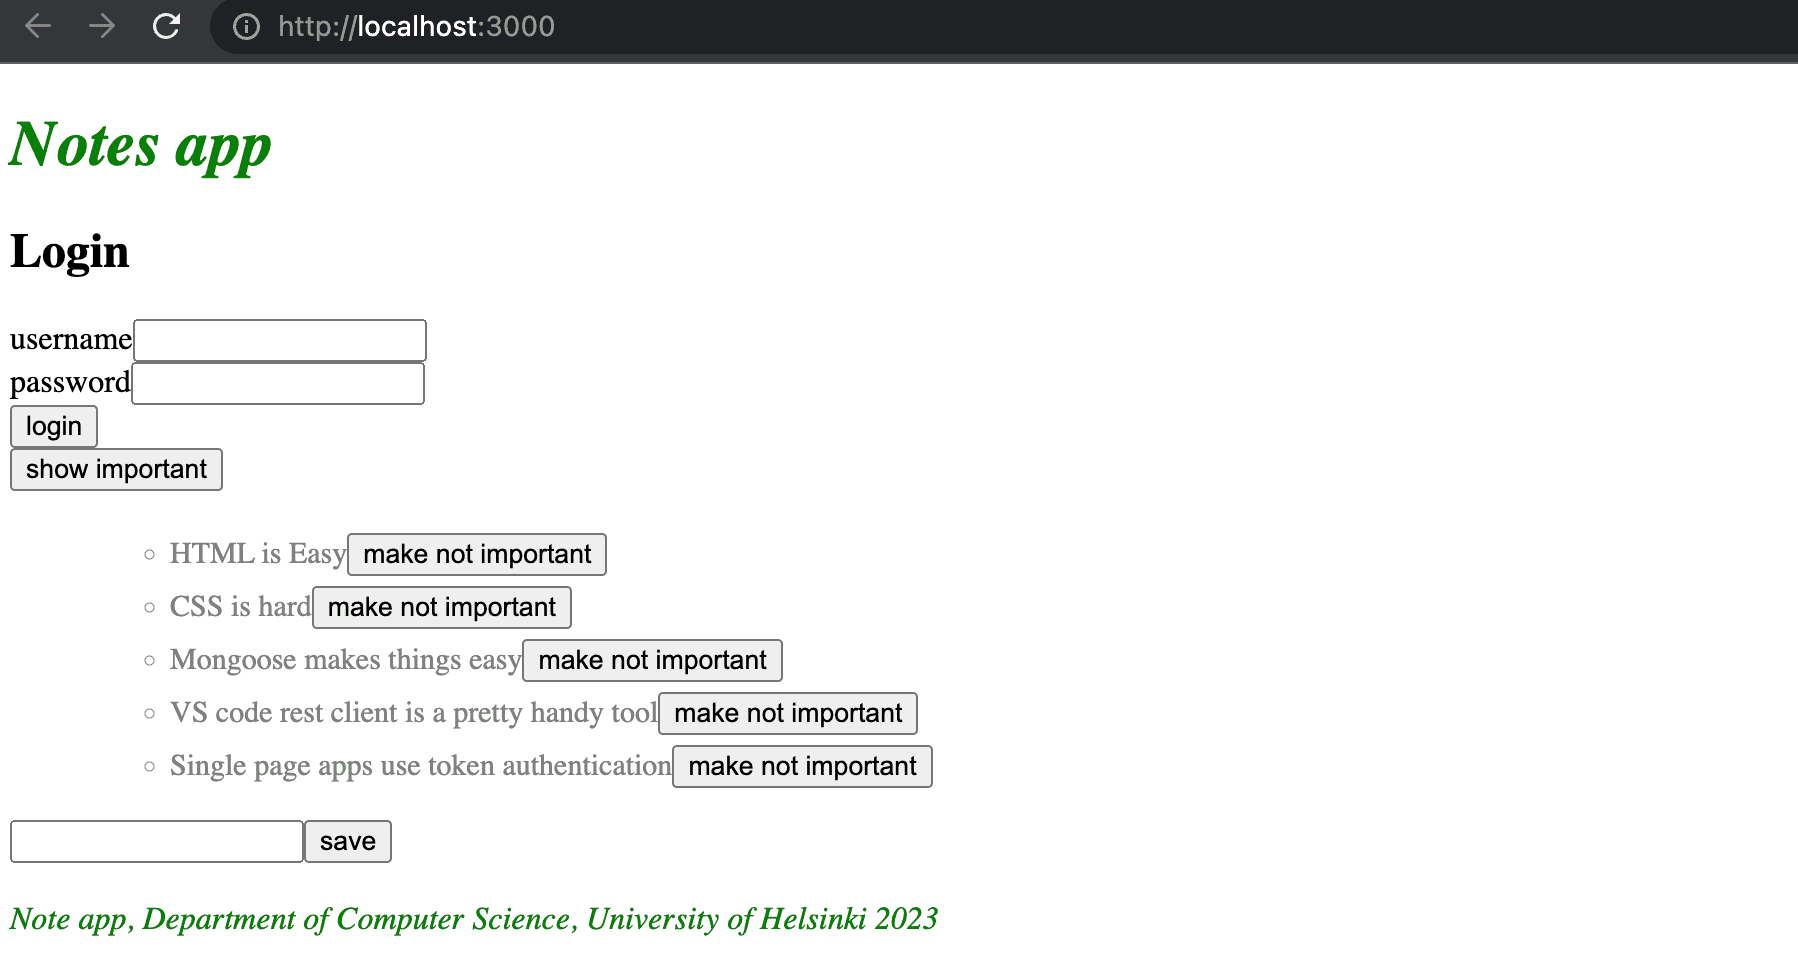 http://localhost:3000
Notes app
Login
username
password
login
show important
HTML is Easy make not important
CSS is hard make not important
Mongoose makes things easy make not important
VS code rest client is a pretty handy tool make not important
Single page apps use token authentication make not important
save
Note app, Department of Computer Science, University of Helsinki 2023